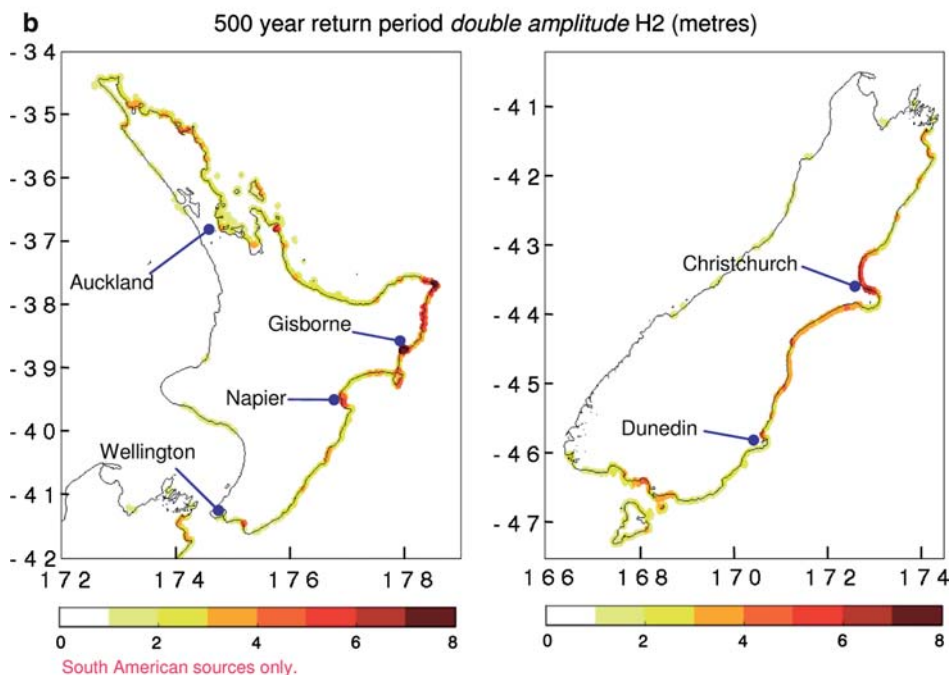 b 500 year return period double amplitude H2 (metres)
-34
-35
-36
-37
-38
-39
-40
-41
-42
Auckland
Gisborne
Napier
Wellington
172 174 176 178
0 2 4 6 8
South American sources only.
-41
-42
-43
-44
-45
-46
-47
Christchurch
Dunedin
166 168 170 172 174
0 2 4 6 8